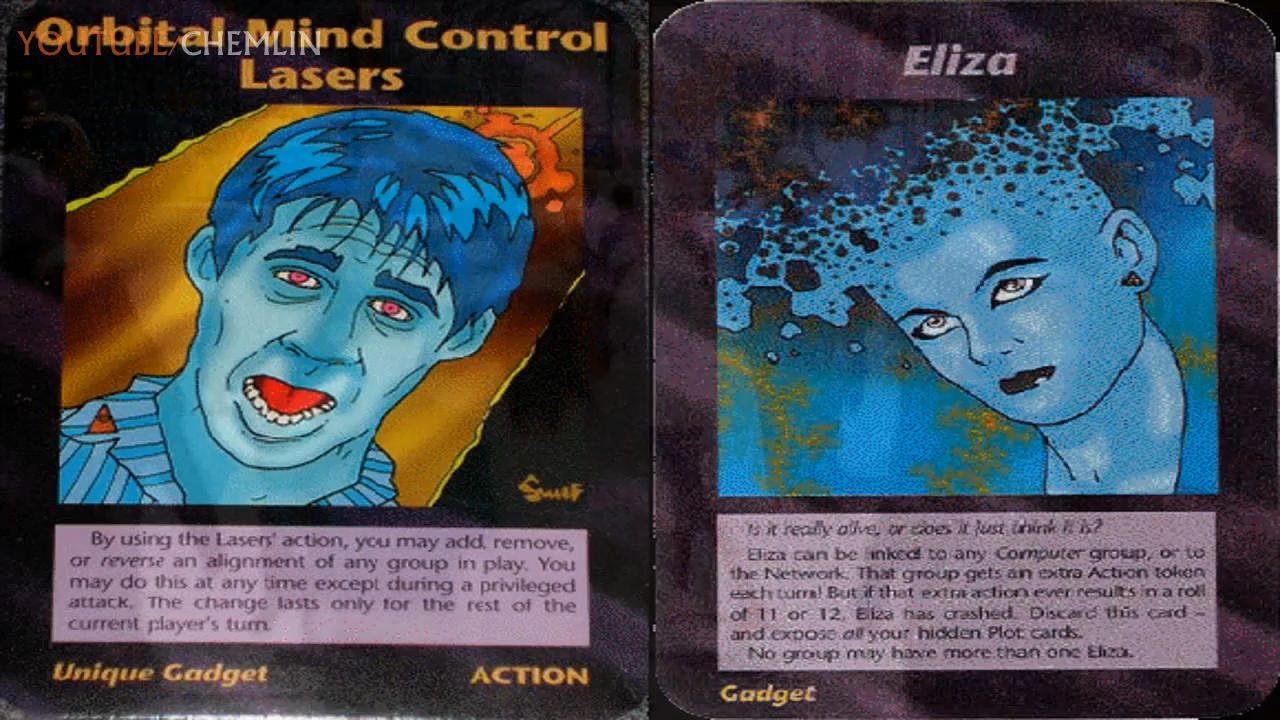 YOUTUBE/CHEMLIN
Orbital Mind Control
Lasers
By using the Lasers' action, you may add, remove,
or reverse an alignment of any group in play. You
may do this at any time except during a privileged
attack. The change lasts only for the rest of the
current player's turn.
Unique Gadget
ACTION
Eliza
Is it really alive, or does it just think it is?
Eliza can be linked to any Computer group, or to
the Network. That group gets an extra Action token
each turn! But if that extra action ever results in a roll
of 11 or 12, Eliza has crashed. Discard this card –
and expose all your hidden Plot cards.
No group may have more than one Eliza.
Gadget